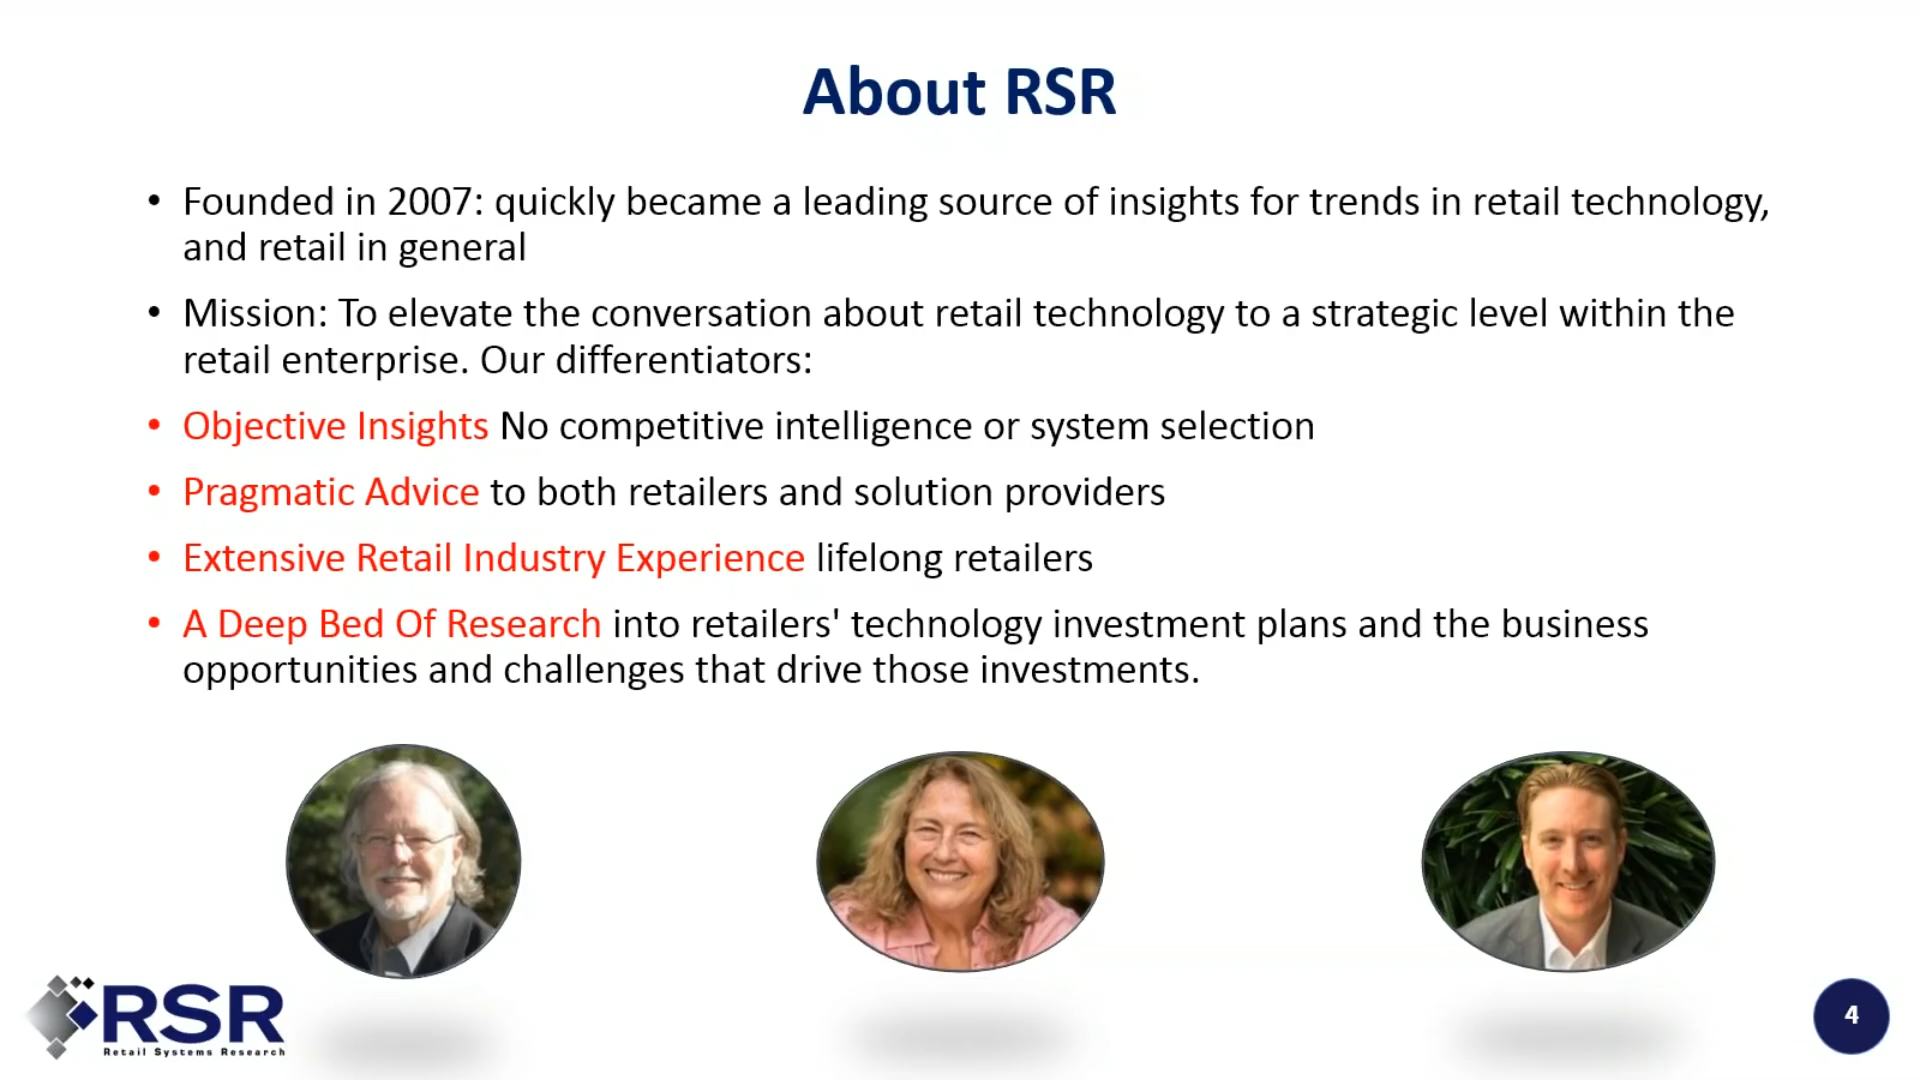 About RSR
• Founded in 2007: quickly became a leading source of insights for trends in retail technology,
and retail in general
• Mission: To elevate the conversation about retail technology to a strategic level within the
retail enterprise. Our differentiators:
• Objective Insights No competitive intelligence or system selection
• Pragmatic Advice to both retailers and solution providers
• Extensive Retail Industry Experience lifelong retailers
• A Deep Bed Of Research into retailers' technology investment plans and the business
opportunities and challenges that drive those investments.
RSR
Retail Systems Research
4